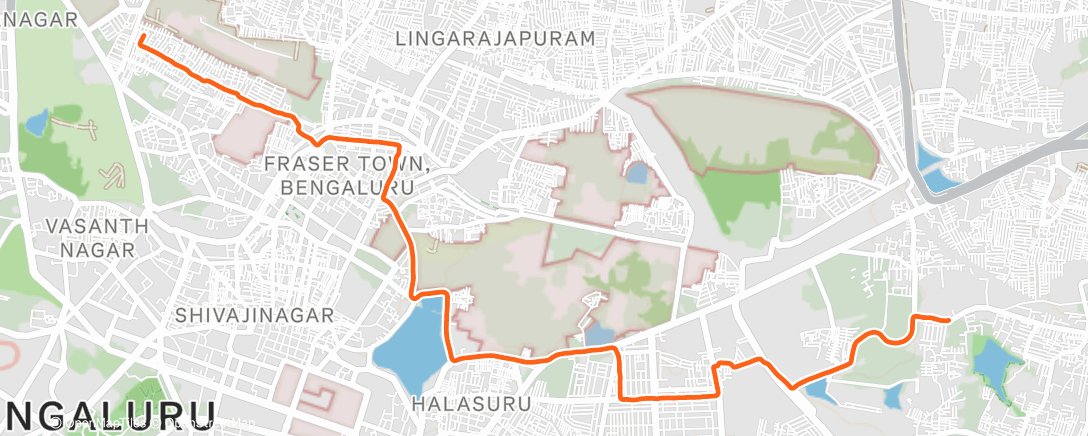 NAGAR
LINGARAJAPURAM
FRASER TOWN,
BENGALURU
VASANTH
NAGAR
SHIVAJINAGAR
HALASURU
NGALURU